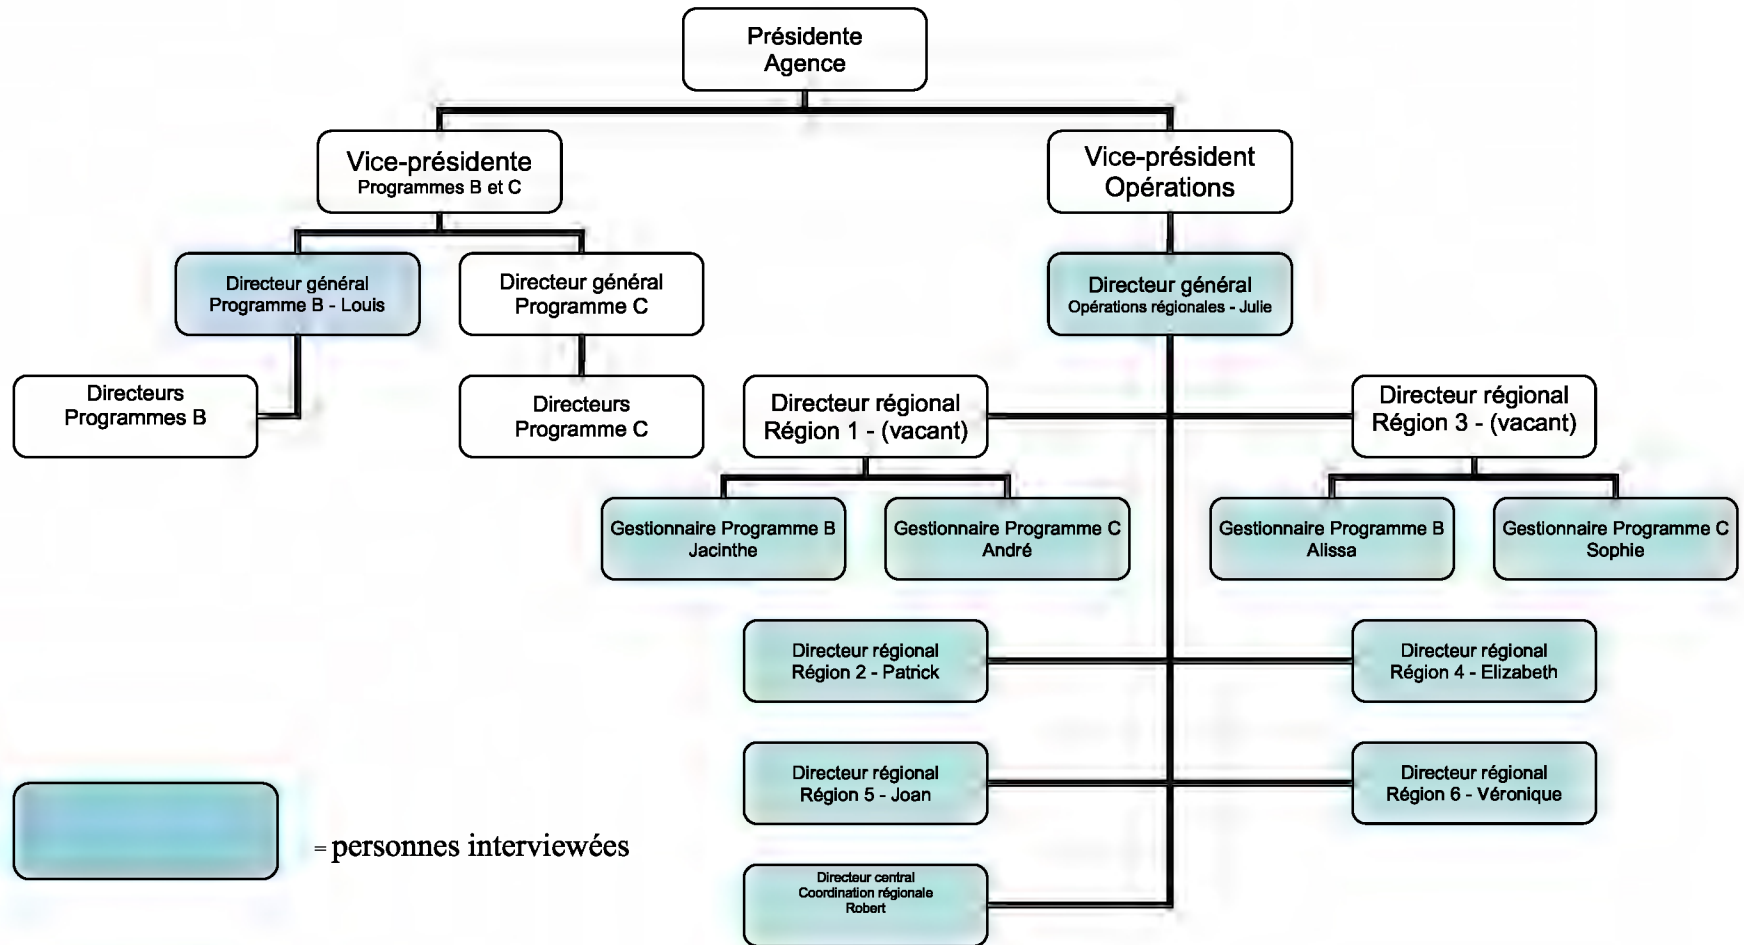 Présidente
Agence
Vice-présidente
Programmes B et C
Vice-président
Opérations
Directeur général
Programme B - Louis
Directeur général
Programme C
Directeur général
Opérations régionales - Julie
Directeurs
Programmes B
Directeurs
Programme C
Directeur régional
Région 1 - (vacant)
Directeur régional
Région 3 - (vacant)
Gestionnaire Programme B
Jacinthe
Gestionnaire Programme C
André
Gestionnaire Programme B
Alissa
Gestionnaire Programme C
Sophie
Directeur régional
Région 2 - Patrick
Directeur régional
Région 4 - Elizabeth
Directeur régional
Région 5 - Joan
Directeur régional
Région 6 - Véronique
= personnes interviewées
Directeur central
Coordination régionale
Robert